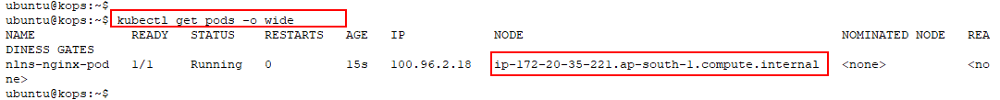 ubuntu@kops:~$
ubuntu@kops:~$ kubectl get pods -o wide
NAME READY STATUS RESTARTS AGE IP NODE NOMINATED NODE REA
DINESS GATES
nlns-nginx-pod 1/1 Running 0 15s 100.96.2.18 ip-172-20-35-221.ap-south-1.compute.internal <none> <no
ne>
ubuntu@kops:~$